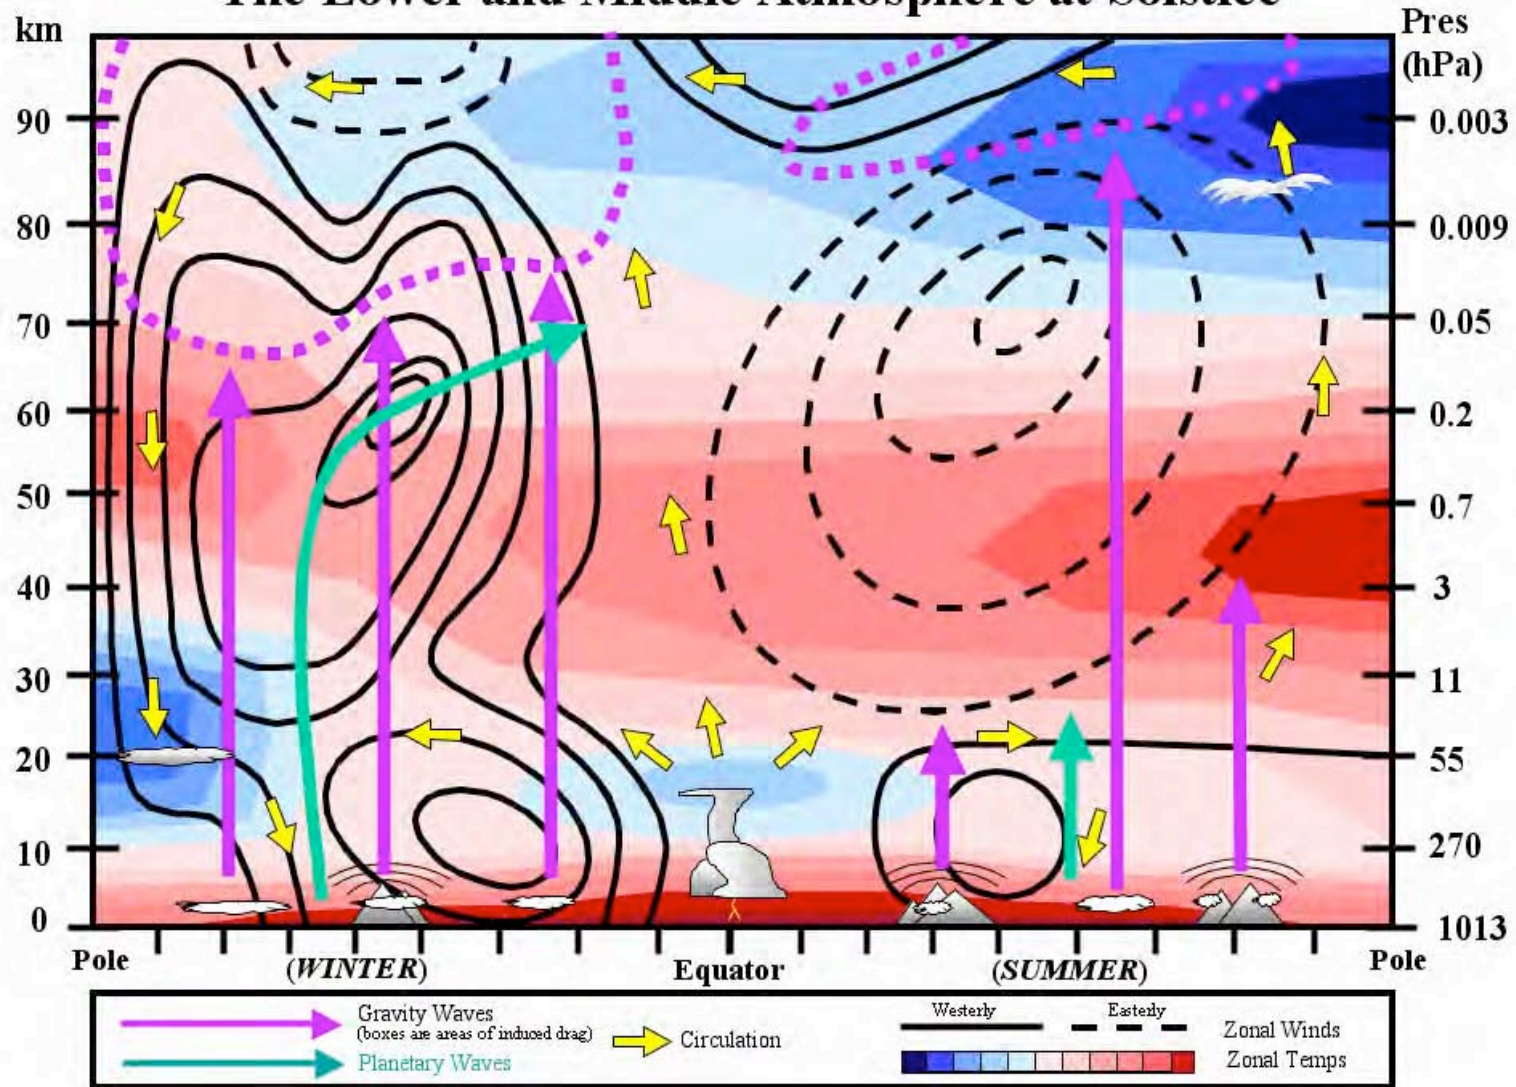 The Lower and Middle Atmosphere at Solstice
km
Pres
(hPa)
90
0.003
80
0.009
70
0.05
60
0.2
50
0.7
40
3
30
11
20
55
10
270
0
1013
Pole
(WINTER)
Equator
(SUMMER)
Pole
Gravity Waves
(boxes are areas of induced drag)
Planetary Waves
Circulation
Westerly
Easterly
Zonal Winds
Zonal Temps